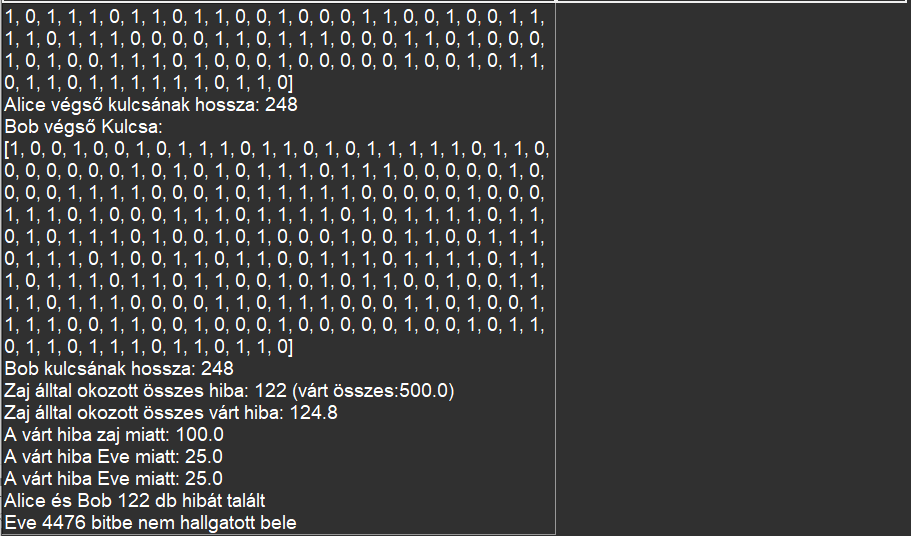 1, 0, 1, 1, 1, 0, 1, 1, 0, 1, 1, 0, 0, 1, 0, 0, 0, 1, 1, 0, 0, 1, 0, 0, 1, 1,
1, 1, 0, 1, 1, 1, 0, 0, 0, 0, 1, 1, 0, 1, 1, 1, 0, 0, 0, 1, 1, 0, 1, 0, 0, 0,
1, 0, 1, 0, 0, 1, 1, 1, 0, 1, 0, 0, 0, 1, 0, 0, 0, 0, 0, 1, 0, 0, 1, 0, 1, 1,
0, 1, 1, 0, 1, 1, 1, 1, 1, 1, 0, 1, 1, 0]
Alice végső kulcsának hossza: 248
Bob végső Kulcsa:
[1, 0, 0, 1, 0, 0, 1, 0, 1, 1, 1, 0, 1, 1, 0, 1, 0, 1, 1, 1, 1, 1, 0, 1, 1, 0,
0, 0, 0, 0, 0, 0, 1, 0, 1, 0, 1, 0, 1, 1, 1, 0, 1, 1, 1, 0, 0, 0, 0, 0, 1, 0,
0, 0, 0, 1, 1, 1, 1, 0, 0, 0, 1, 0, 1, 1, 1, 1, 1, 1, 0, 0, 0, 0, 1, 0, 0, 0,
1, 1, 1, 0, 1, 0, 0, 0, 1, 1, 1, 0, 1, 1, 1, 1, 0, 1, 0, 1, 1, 1, 1, 0, 1, 1,
0, 1, 0, 1, 1, 1, 0, 1, 0, 0, 1, 0, 1, 0, 0, 0, 1, 0, 0, 1, 1, 0, 0, 1, 1, 1,
0, 1, 1, 1, 0, 1, 0, 0, 1, 1, 0, 1, 1, 0, 0, 1, 1, 1, 0, 1, 1, 1, 1, 0, 1, 1,
1, 0, 1, 1, 1, 0, 1, 1, 0, 1, 1, 0, 0, 1, 0, 1, 0, 1, 1, 0, 0, 1, 0, 0, 1, 1,
1, 1, 0, 1, 1, 1, 0, 0, 0, 0, 1, 1, 0, 1, 1, 1, 0, 0, 0, 1, 1, 0, 1, 0, 0, 1,
1, 1, 1, 0, 0, 1, 1, 0, 0, 1, 0, 0, 0, 1, 0, 0, 0, 0, 0, 1, 0, 0, 1, 0, 1, 1,
0, 1, 1, 0, 1, 1, 1, 0, 1, 1, 0, 1, 1, 0]
Bob kulcsának hossza: 248
Zaj álltal okozott összes hiba: 122 (várt összes:500.0)
Zaj álltal okozott összes várt hiba: 124.8
A várt hiba zaj miatt: 100.0
A várt hiba Eve miatt: 25.0
A várt hiba Eve miatt: 25.0
Alice és Bob 122 db hibát talált
Eve 4476 bitbe nem hallgatott bele